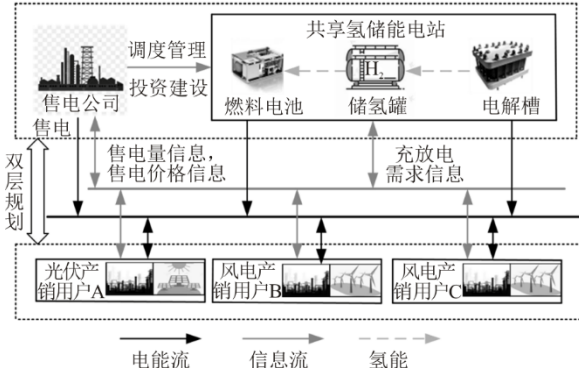 共享氢储能电站
调度管理
投资建设
H₂
售电公司
燃料电池
储氢罐
电解槽
售电
售电量信息,
售电价格信息
充放电
需求信息
双层规划
光伏产
销用户A
风电产
销用户B
风电产
销用户C
电能流
信息流
氢能